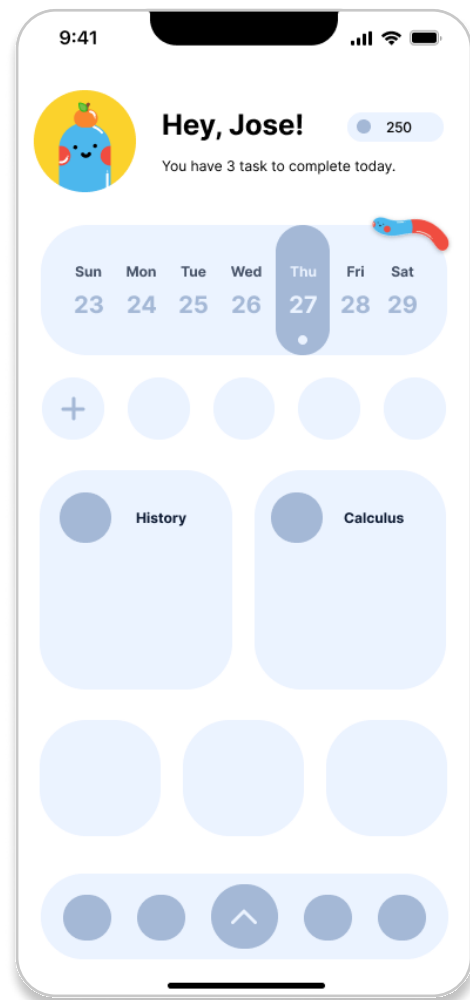 9:41
Hey, Jose!
250
You have 3 task to complete today.
Sun Mon Tue Wed Thu Fri Sat
23 24 25 26 27 28 29
History
Calculus